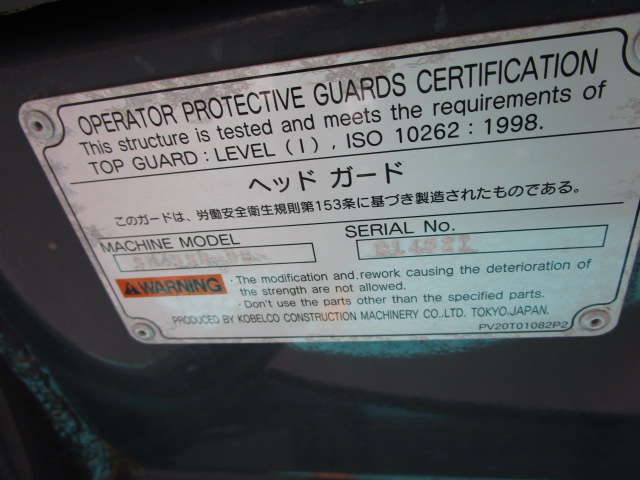 OPERATOR PROTECTIVE GUARDS CERTIFICATION
This structure is tested and meets the requirements of
TOP GUARD : LEVEL ( I ) , ISO 10262 : 1998.
ヘッド ガード
このガードは、労働安全衛生規則第153条に基づき製造されたものである。
MACHINE MODEL
SERIAL No.
WARNING
· The modification and rework causing the deterioration of
the strength are not allowed.
· Don't use the parts other than the specified parts.
PRODUCED BY KOBELCO CONSTRUCTION MACHINERY CO.,LTD. TOKYO.JAPAN.
PV20T01082P2